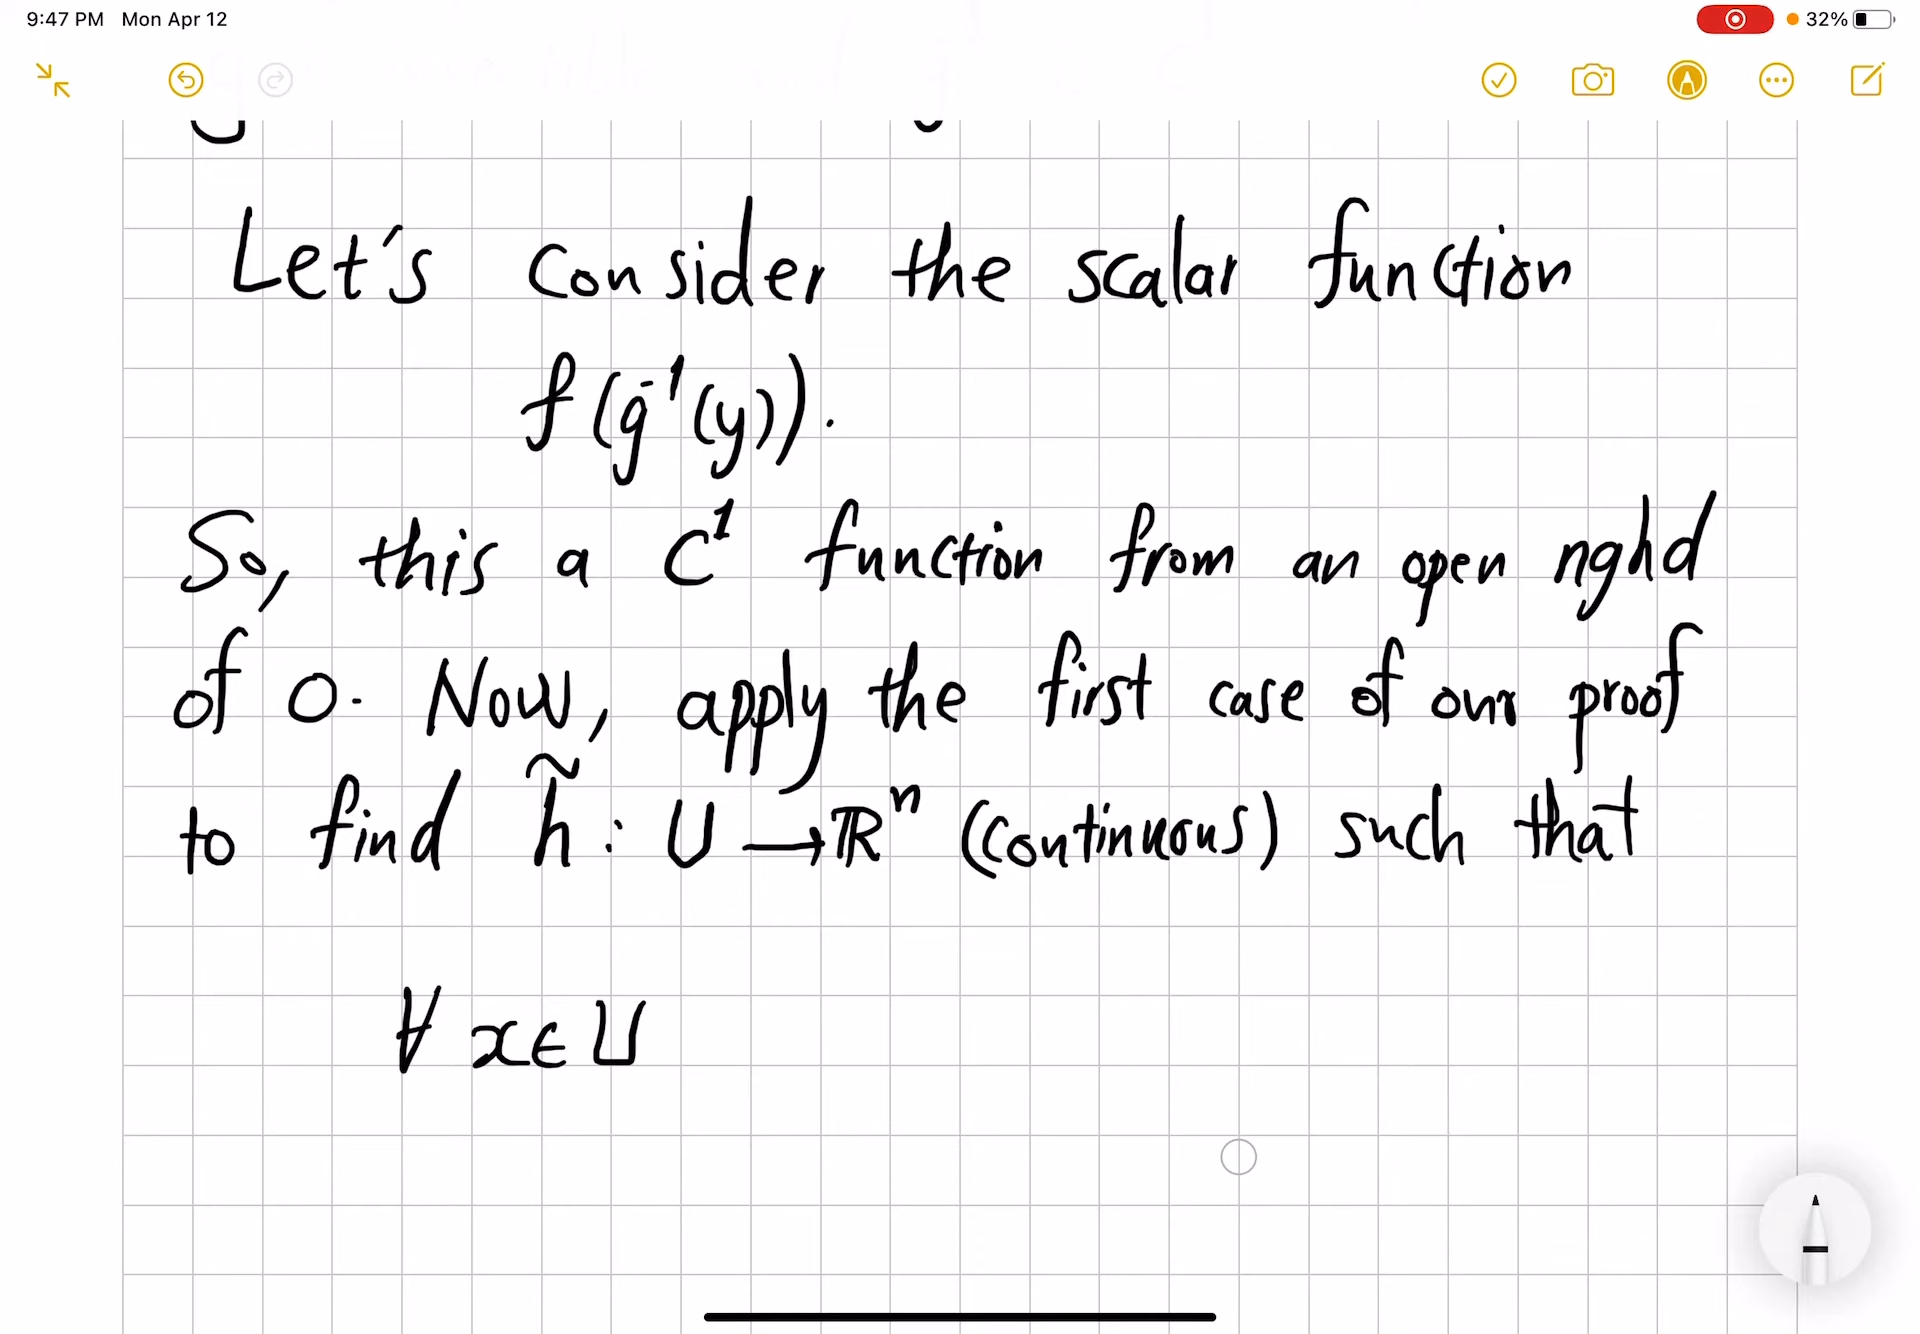 9:47 PM Mon Apr 12 32%
Let's consider the scalar function
f(g⁻¹(y)).
So, this a C¹ function from an open nghd
of 0. Now, apply the first case of our proof
to find h̃ : U → ℝⁿ (continuous) such that
∀ x ∈ U